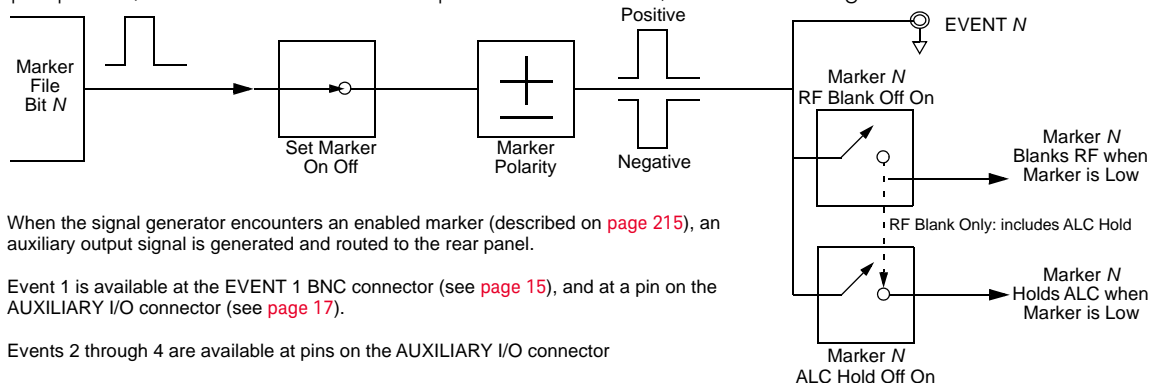 Positive
EVENT N
Marker
File
Bit N
Marker N
RF Blank Off On
Set Marker
On Off
Marker
Polarity
Negative
Marker N
Blanks RF when
Marker is Low
When the signal generator encounters an enabled marker (described on page 215), an
auxiliary output signal is generated and routed to the rear panel.
RF Blank Only: includes ALC Hold
Event 1 is available at the EVENT 1 BNC connector (see page 15), and at a pin on the
AUXILIARY I/O connector (see page 17).
Marker N
Holds ALC when
Marker is Low
Events 2 through 4 are available at pins on the AUXILIARY I/O connector
Marker N
ALC Hold Off On